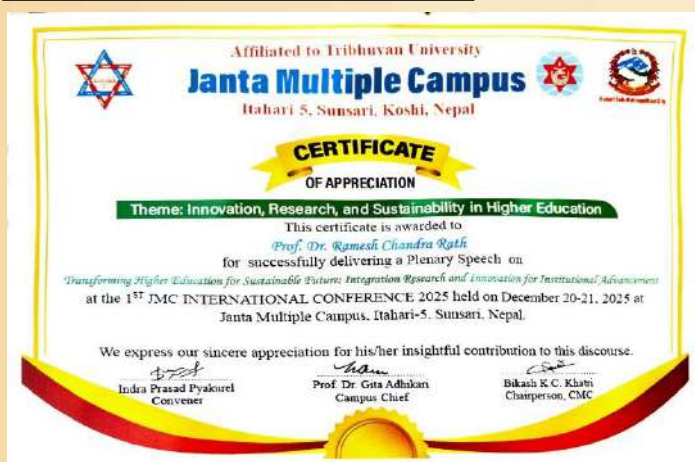 Affiliated to Tribhuvan University
Janta Multiple Campus
Itahari 5, Sunsari, Koshi, Nepal
CERTIFICATE
OF APPRECIATION
Theme: Innovation, Research, and Sustainability in Higher Education
This certificate is awarded to
Prof. Dr. Ramesh Chandra Rath
for successfully delivering a Plenary Speech on
Transforming Higher Education for Sustainable Future: Integration Research and Innovation for Institutional Advancement
at the 1ST JMC INTERNATIONAL CONFERENCE 2025 held on December 20-21, 2025 at
Janta Multiple Campus, Itahari-5, Sunsari, Nepal.
We express our sincere appreciation for his/her insightful contribution to this discourse.
Indra Prasad Pyakurel
Convener
Prof. Dr. Gita Adhikari
Campus Chief
Bikash K.C. Khatri
Chairperson, CMC